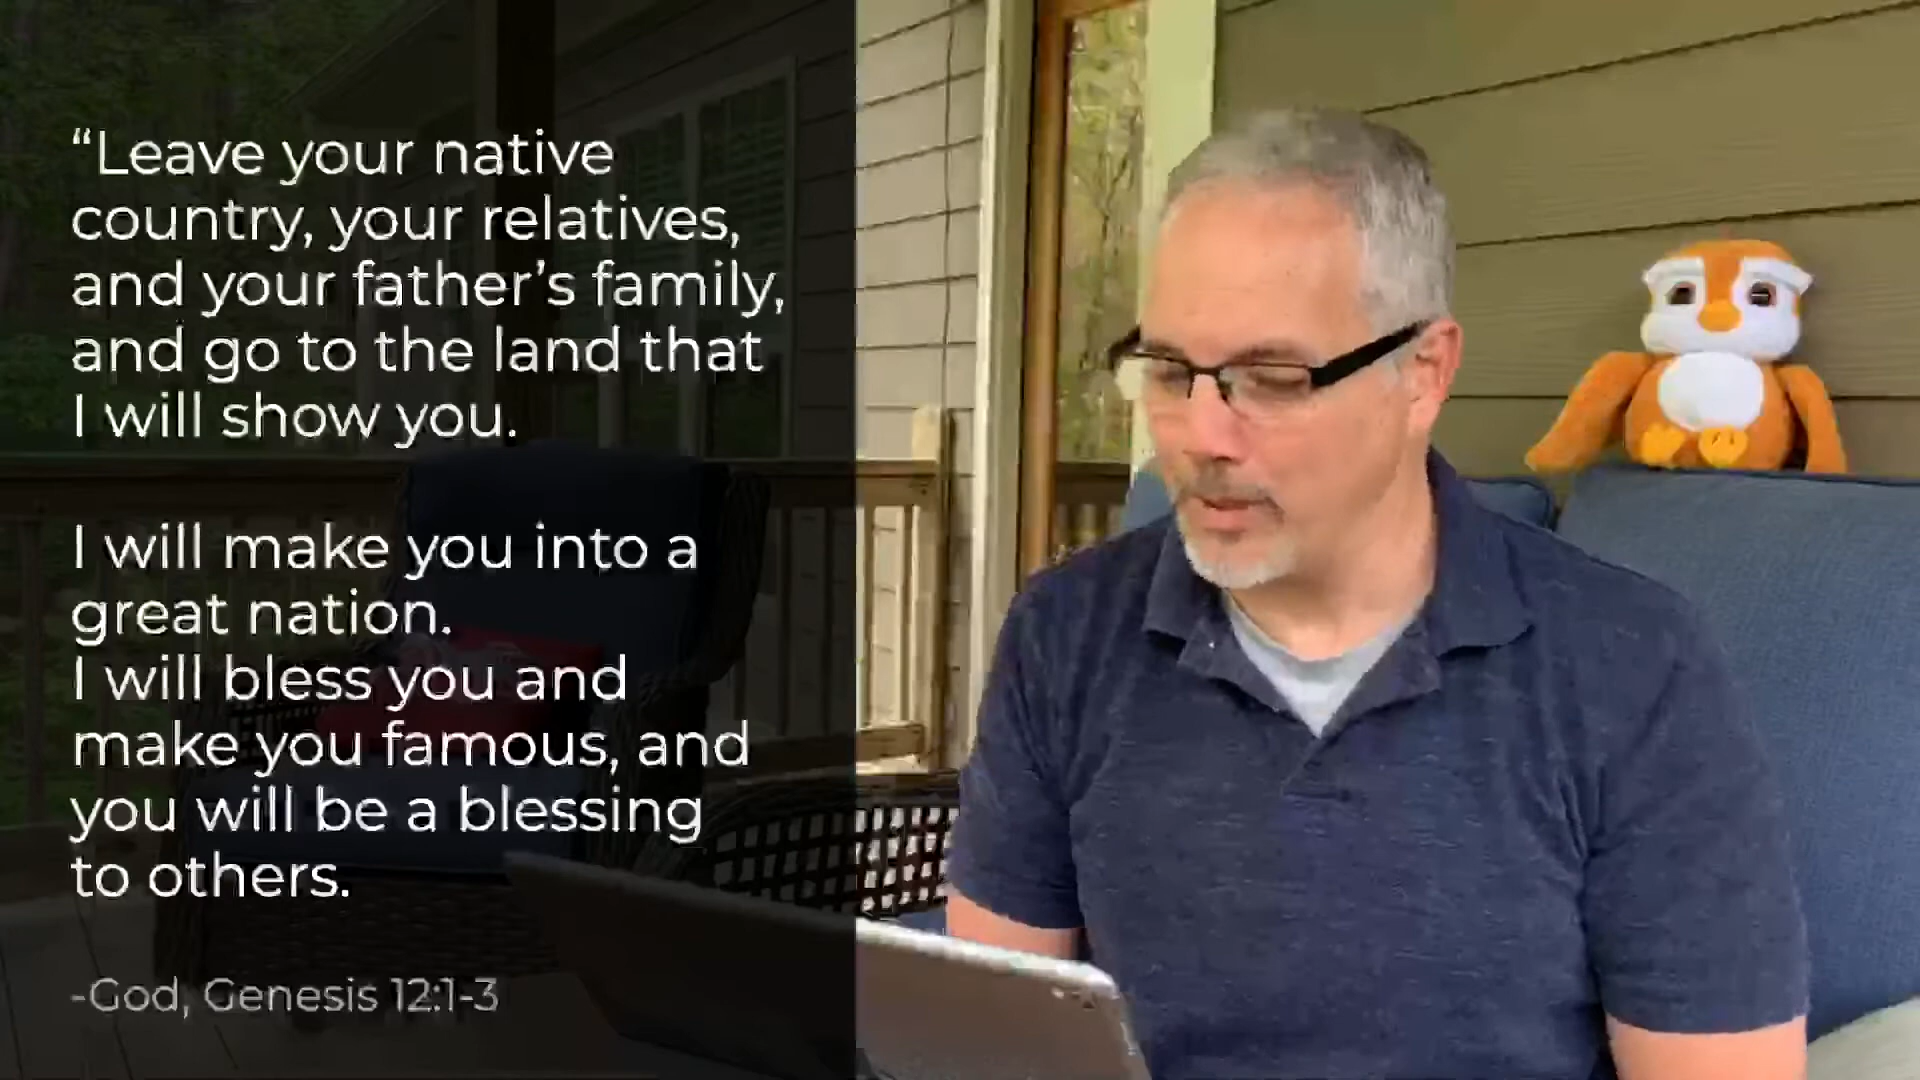 “Leave your native
country, your relatives,
and your father’s family,
and go to the land that
I will show you.
I will make you into a
great nation.
I will bless you and
make you famous, and
you will be a blessing
to others.
-God, Genesis 12:1-3